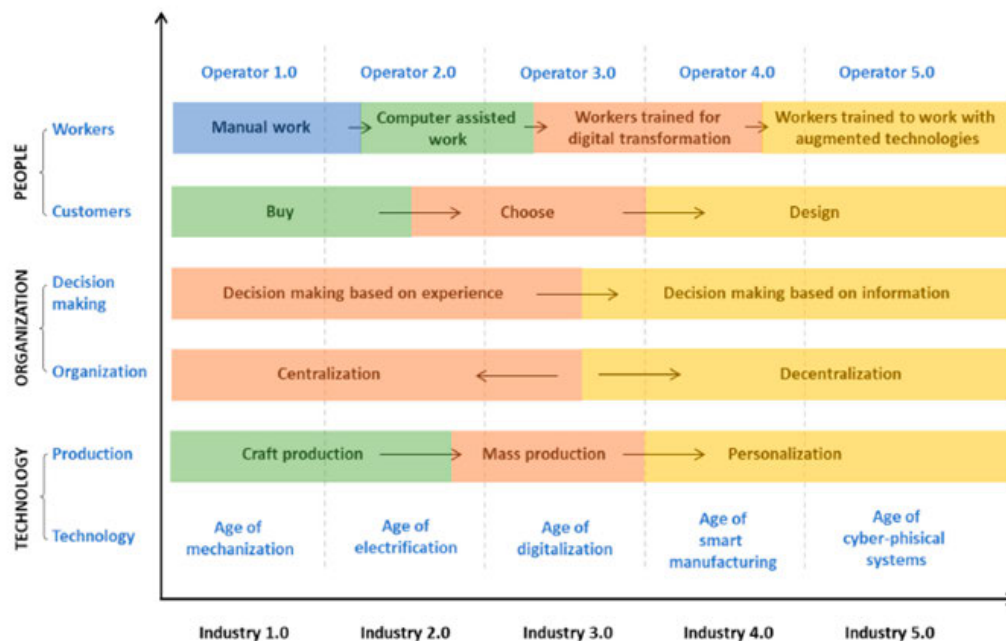 Operator 1.0 Operator 2.0 Operator 3.0 Operator 4.0 Operator 5.0
PEOPLE
Workers
Manual work
Computer assisted
work
Workers trained for
digital transformation
Workers trained to work with
augmented technologies
Customers
Buy
Choose
Design
ORGANIZATION
Decision
making
Decision making based on experience
Decision making based on information
Organization
Centralization
Decentralization
TECHNOLOGY
Production
Craft production
Mass production
Personalization
Technology
Age of
mechanization
Age of
electrification
Age of
digitalization
Age of
smart
manufacturing
Age of
cyber-phisical
systems
Industry 1.0 Industry 2.0 Industry 3.0 Industry 4.0 Industry 5.0